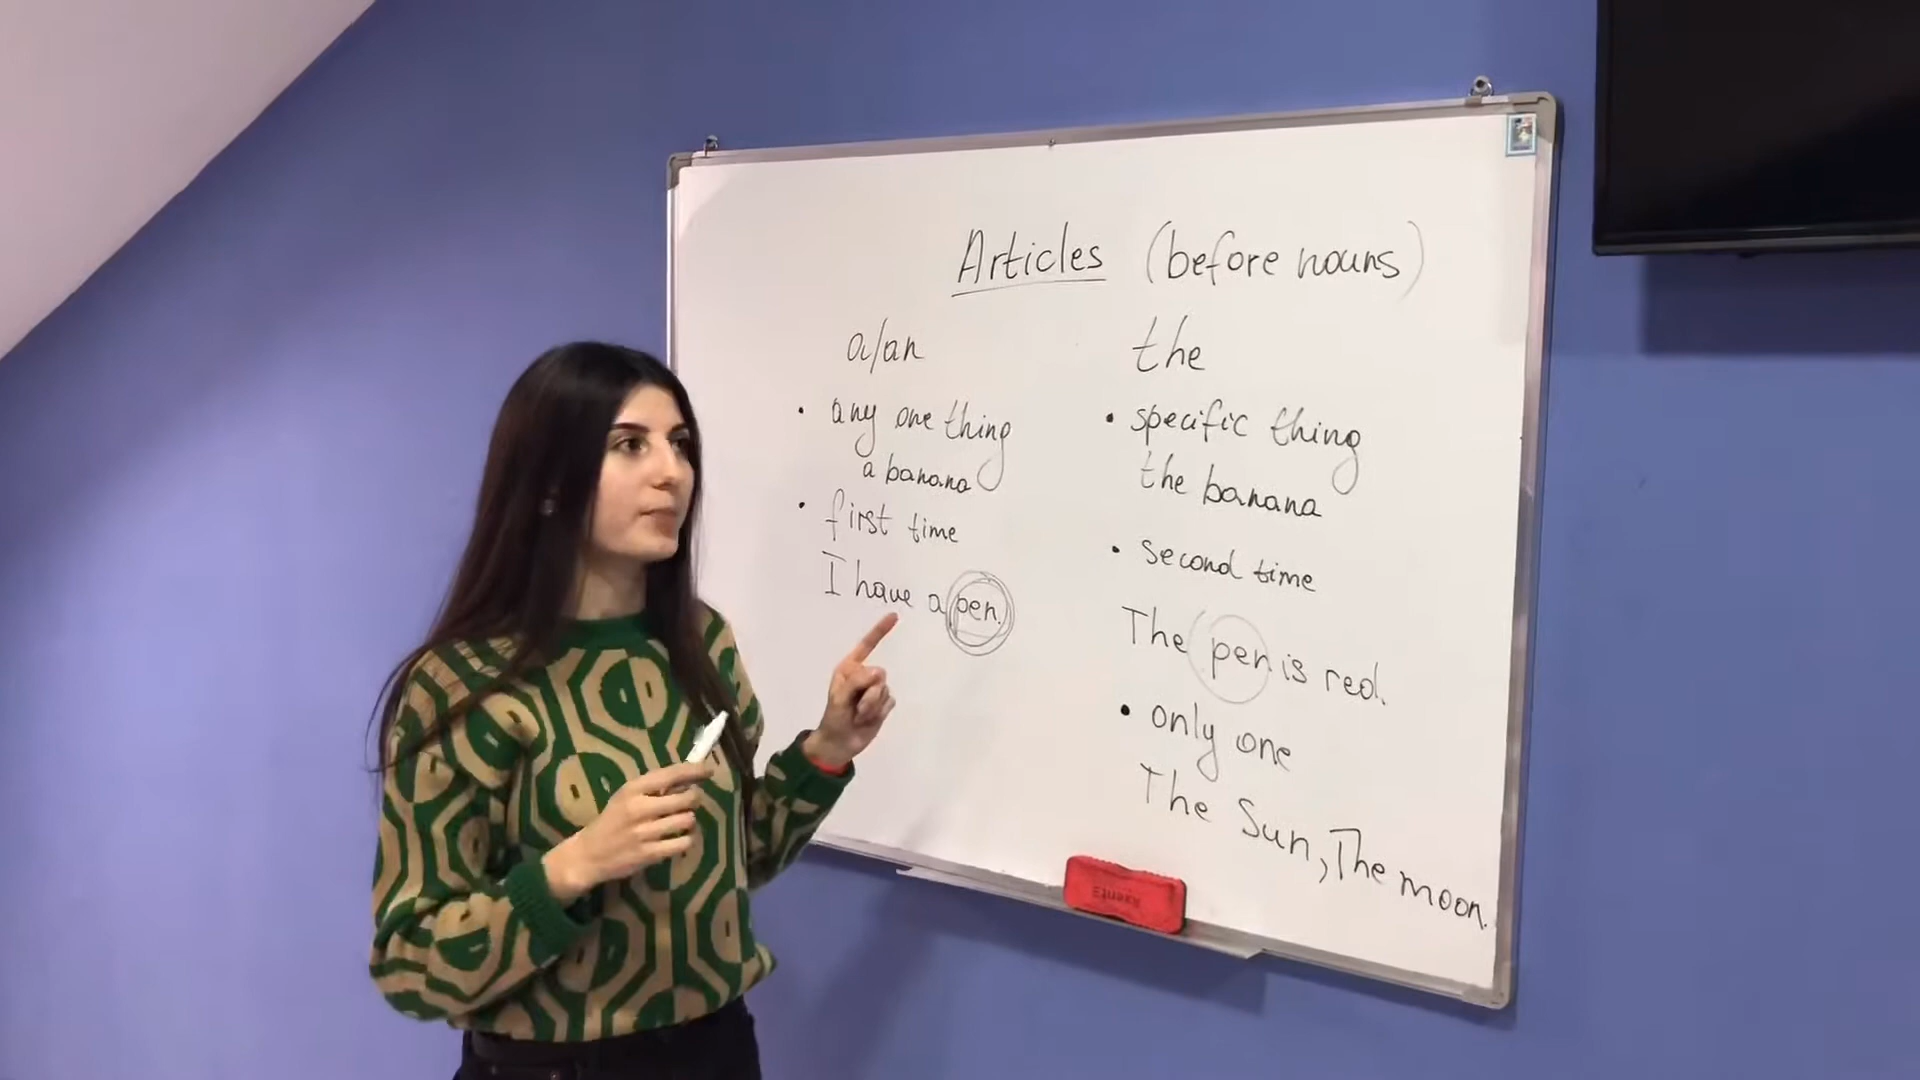 Articles (before nouns)
a/an
• any one thing
a banana
• first time
I have a pen.
the
• specific thing
the banana
• second time
The pen is red.
• only one
The Sun, The moon.
Axent